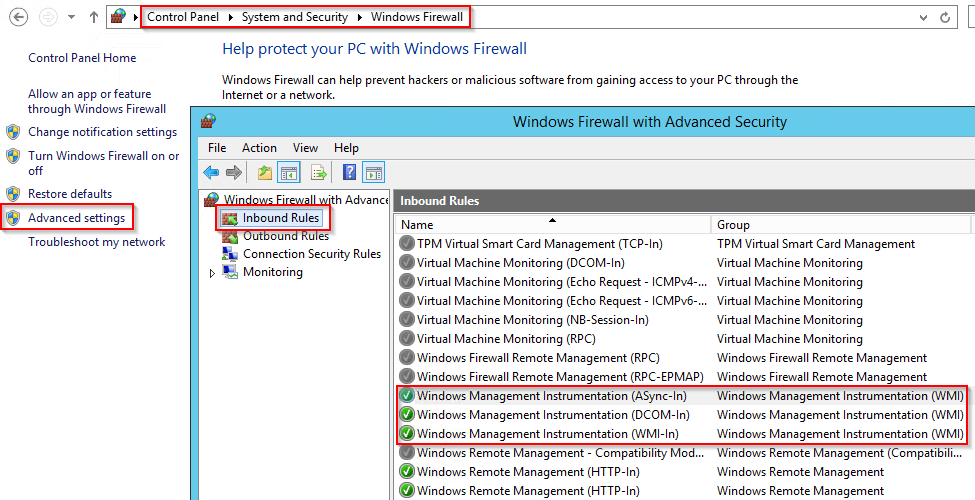 Control Panel System and Security Windows Firewall
Control Panel Home
Allow an app or feature
through Windows Firewall
Change notification settings
Turn Windows Firewall on or
off
Restore defaults
Advanced settings
Troubleshoot my network
Help protect your PC with Windows Firewall
Windows Firewall can help prevent hackers or malicious software from gaining access to your PC through the
Internet or a network.
Windows Firewall with Advanced Security
File Action View Help
Windows Firewall with Advance
Inbound Rules
Outbound Rules
Connection Security Rules
Monitoring
Inbound Rules
Name Group
TPM Virtual Smart Card Management (TCP-In) TPM Virtual Smart Card Management
Virtual Machine Monitoring (DCOM-In) Virtual Machine Monitoring
Virtual Machine Monitoring (Echo Request - ICMPv4-... Virtual Machine Monitoring
Virtual Machine Monitoring (Echo Request - ICMPv6-... Virtual Machine Monitoring
Virtual Machine Monitoring (NB-Session-In) Virtual Machine Monitoring
Virtual Machine Monitoring (RPC) Virtual Machine Monitoring
Windows Firewall Remote Management (RPC) Windows Firewall Remote Management
Windows Firewall Remote Management (RPC-EPMAP) Windows Firewall Remote Management
Windows Management Instrumentation (ASync-In) Windows Management Instrumentation (WMI)
Windows Management Instrumentation (DCOM-In) Windows Management Instrumentation (WMI)
Windows Management Instrumentation (WMI-In) Windows Management Instrumentation (WMI)
Windows Remote Management - Compatibility Mod... Windows Remote Management (Compatibili...
Windows Remote Management (HTTP-In) Windows Remote Management
Windows Remote Management (HTTP-In) Windows Remote Management